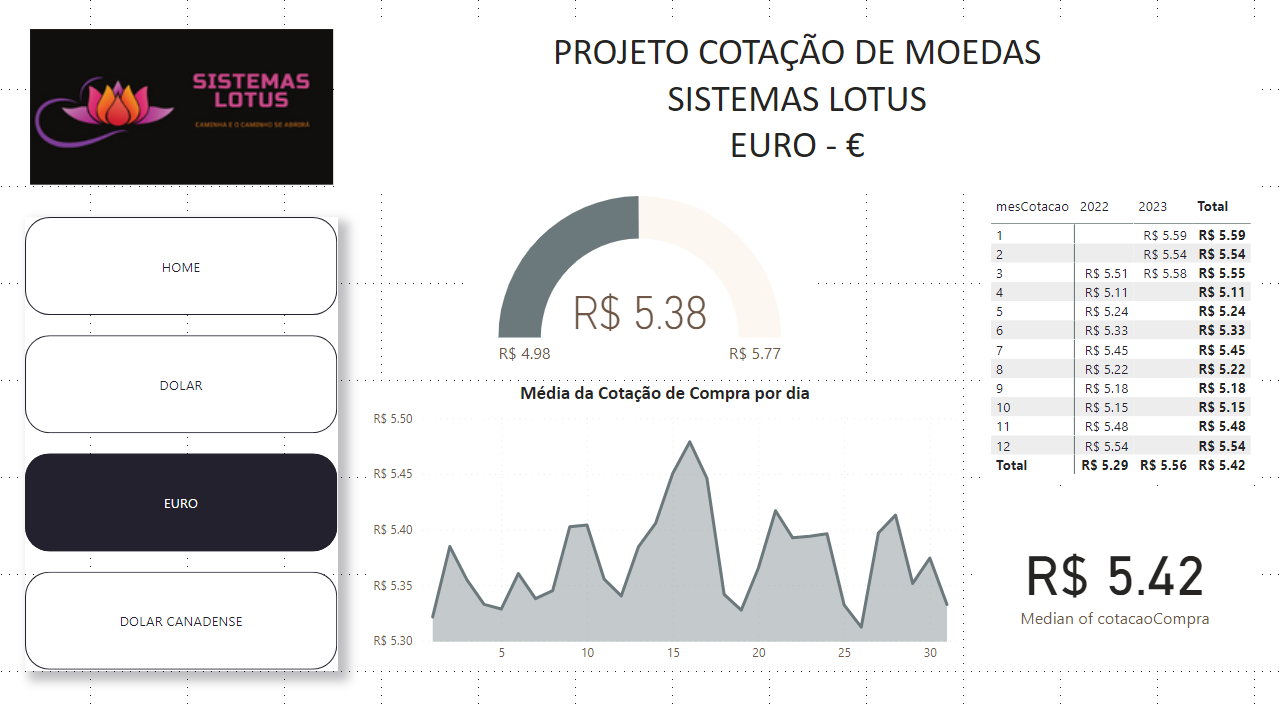 SISTEMAS
LOTUS
CAMINHA E O CAMINHO SE ABRIRÁ
PROJETO COTAÇÃO DE MOEDAS
SISTEMAS LOTUS
EURO - €
HOME
DOLAR
EURO
DOLAR CANADENSE
R$ 5.38
R$ 4.98 R$ 5.77
Média da Cotação de Compra por dia
R$ 5.50
R$ 5.45
R$ 5.40
R$ 5.35
R$ 5.30
5 10 15 20 25 30
mesCotacao 2022 2023 Total
1 R$ 5.59 R$ 5.59
2 R$ 5.54 R$ 5.54
3 R$ 5.51 R$ 5.58 R$ 5.55
4 R$ 5.11 R$ 5.11
5 R$ 5.24 R$ 5.24
6 R$ 5.33 R$ 5.33
7 R$ 5.45 R$ 5.45
8 R$ 5.22 R$ 5.22
9 R$ 5.18 R$ 5.18
10 R$ 5.15 R$ 5.15
11 R$ 5.48 R$ 5.48
12 R$ 5.54 R$ 5.54
Total R$ 5.29 R$ 5.56 R$ 5.42
R$ 5.42
Median of cotacaoCompra